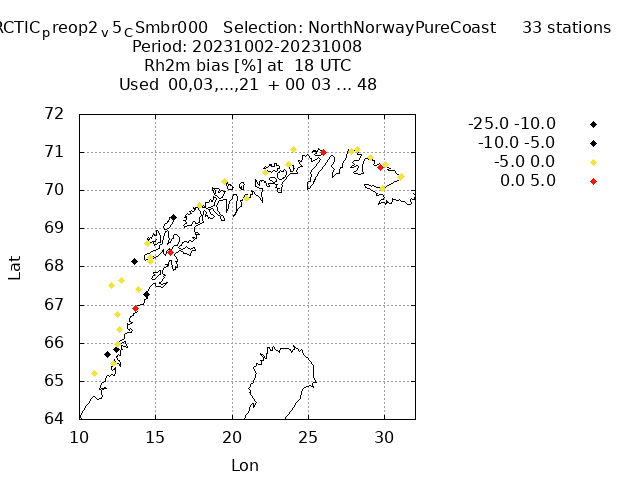 RCTIC_preop2_v5_CSmbr000 Selection: NorthNorwayPureCoast 33 stations
Period: 20231002-20231008
Rh2m bias [%] at 18 UTC
Used 00,03,...,21 + 00 03 ... 48
72
71
70
69
68
67
66
65
64
10 15 20 25 30
Lat
Lon
-25.0 -10.0
-10.0 -5.0
-5.0 0.0
0.0 5.0